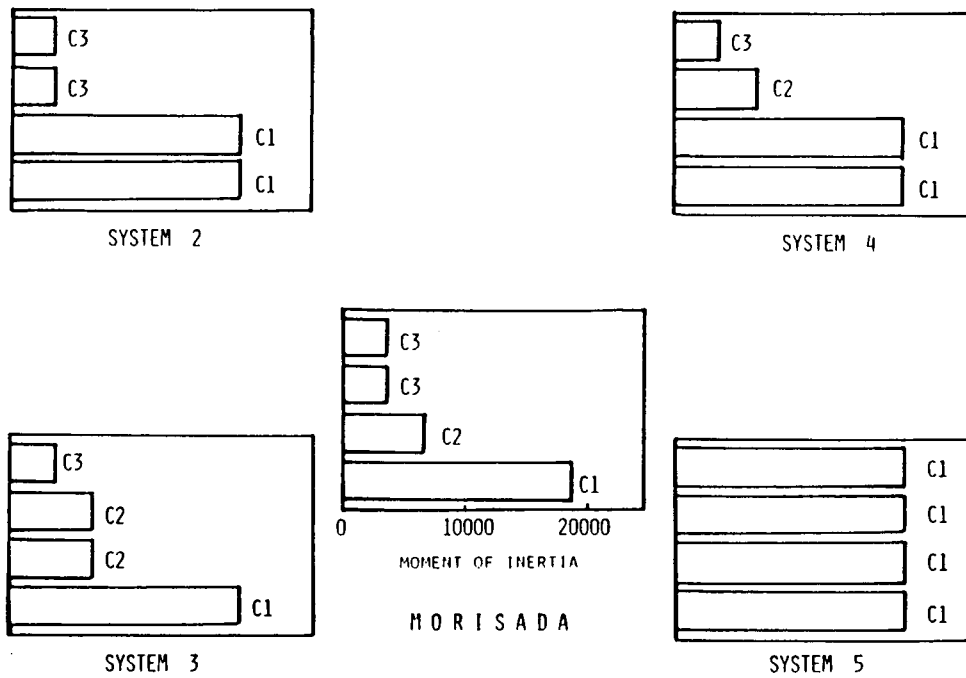 C3
C3
C1
C1
SYSTEM 2
C3
C2
C1
C1
SYSTEM 4
C3
C3
C2
C1
0 10000 20000
MOMENT OF INERTIA
MORISADA
C3
C2
C2
C1
SYSTEM 3
C1
C1
C1
C1
SYSTEM 5